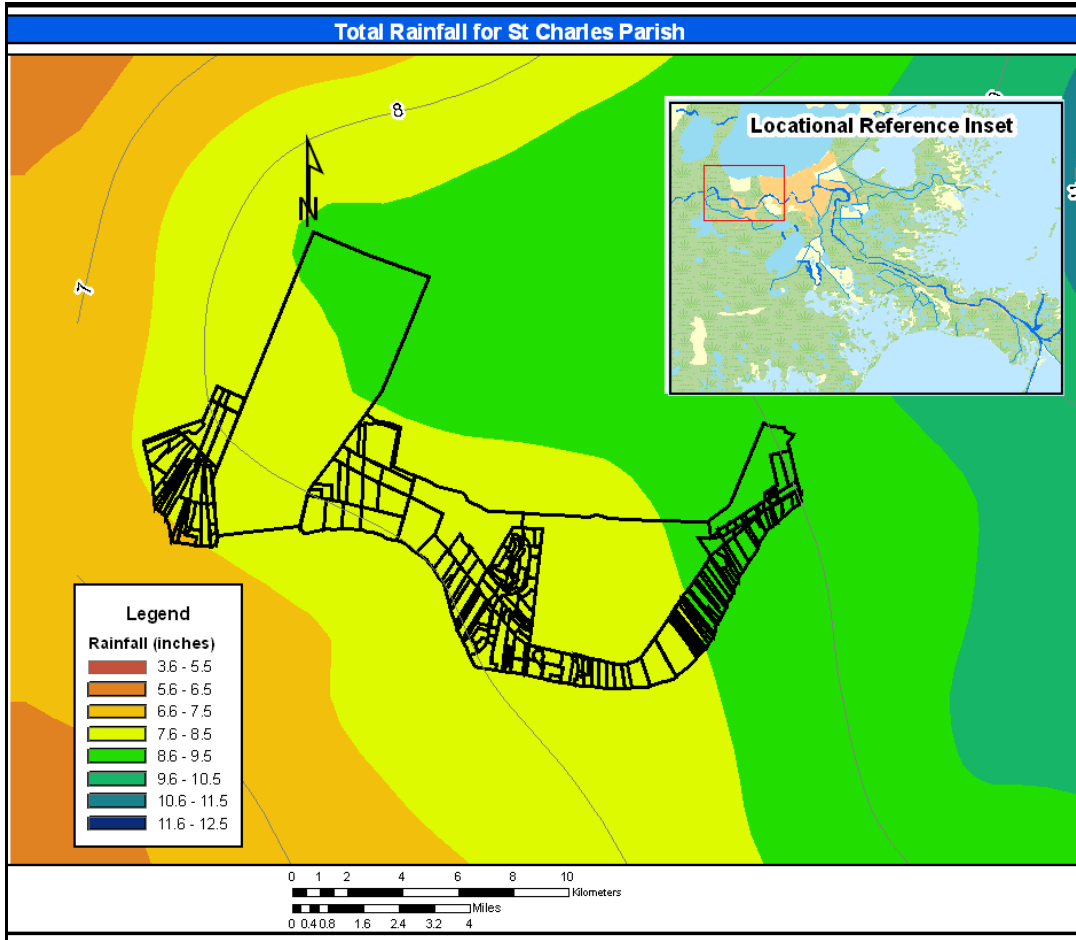 Total Rainfall for St Charles Parish
8
9
Locational Reference Inset
N
7
Legend
Rainfall (inches)
3.6 - 5.5
5.6 - 6.5
6.6 - 7.5
7.6 - 8.5
8.6 - 9.5
9.6 - 10.5
10.6 - 11.5
11.6 - 12.5
0 1 2 4 6 8 10
Kilometers
Miles
0 0.4 0.8 1.6 2.4 3.2 4